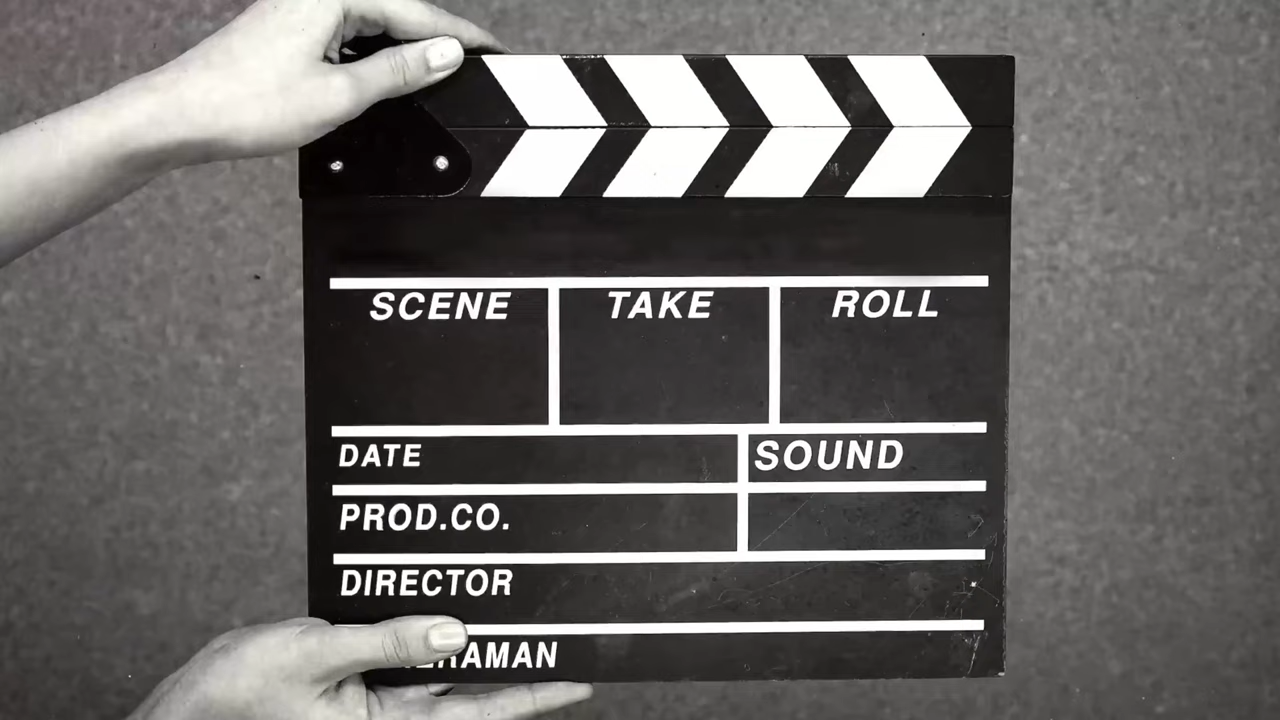 SCENE TAKE ROLL
DATE SOUND
PROD.CO.
DIRECTOR